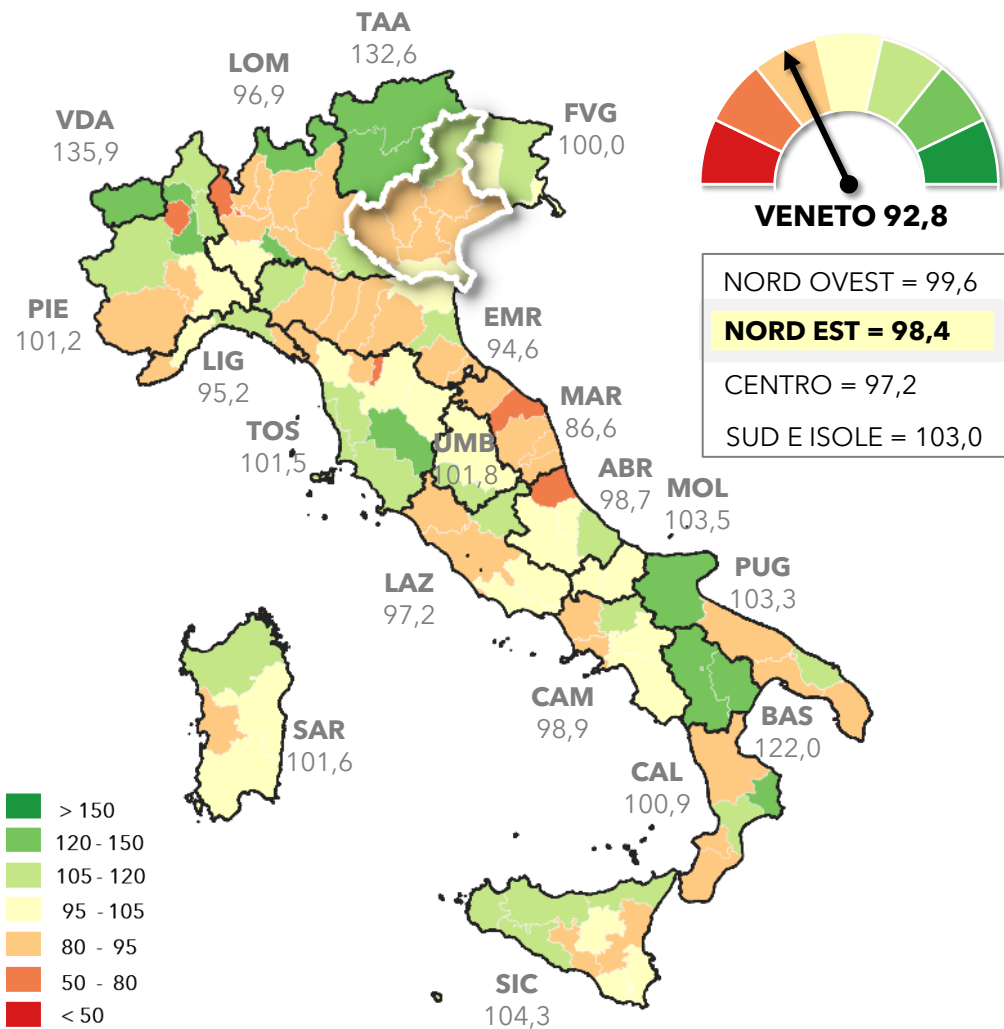 TAA
132,6
LOM
96,9
VDA
135,9
FVG
100,0
VENETO 92,8
NORD OVEST = 99,6
NORD EST = 98,4
CENTRO = 97,2
SUD E ISOLE = 103,0
PIE
101,2
LIG
95,2
EMR
94,6
TOS
101,5
MAR
86,6
UMB
101,8
ABR
98,7
MOL
103,5
LAZ
97,2
PUG
103,3
CAM
98,9
BAS
122,0
SAR
101,6
CAL
100,9
SIC
104,3
> 150
120 - 150
105 - 120
95 - 105
80 - 95
50 - 80
< 50